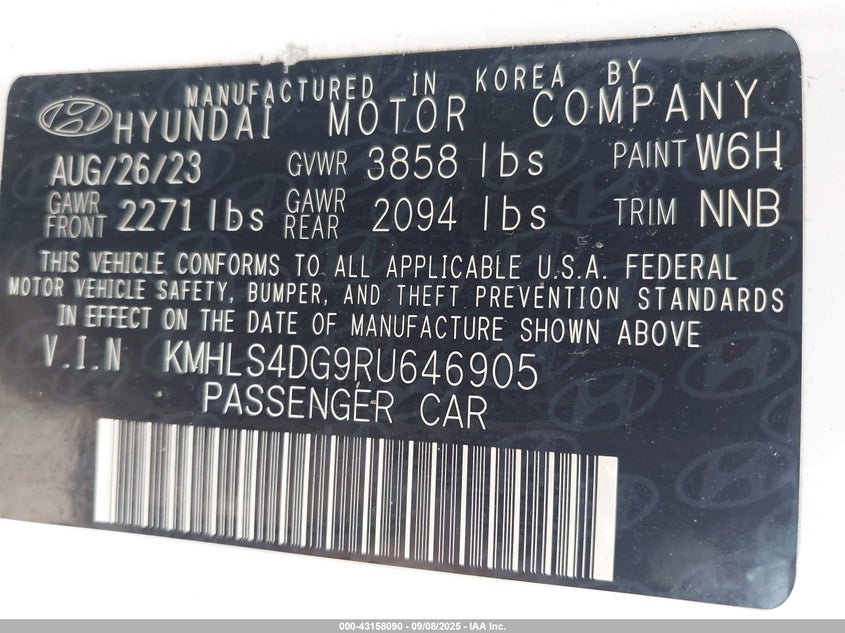 MANUFACTURED IN KOREA BY
HYUNDAI MOTOR COMPANY
AUG/26/23 GVWR 3858 lbs PAINT W6H
GAWR FRONT 2271 lbs GAWR REAR 2094 lbs TRIM NNB
THIS VEHICLE CONFORMS TO ALL APPLICABLE U.S.A. FEDERAL
MOTOR VEHICLE SAFETY, BUMPER, AND THEFT PREVENTION STANDARDS
IN EFFECT ON THE DATE OF MANUFACTURE SHOWN ABOVE
V.I.N KMHLS4DG9RU646905
PASSENGER CAR
000-43158090 - 09/08/2025 - IAA Inc.